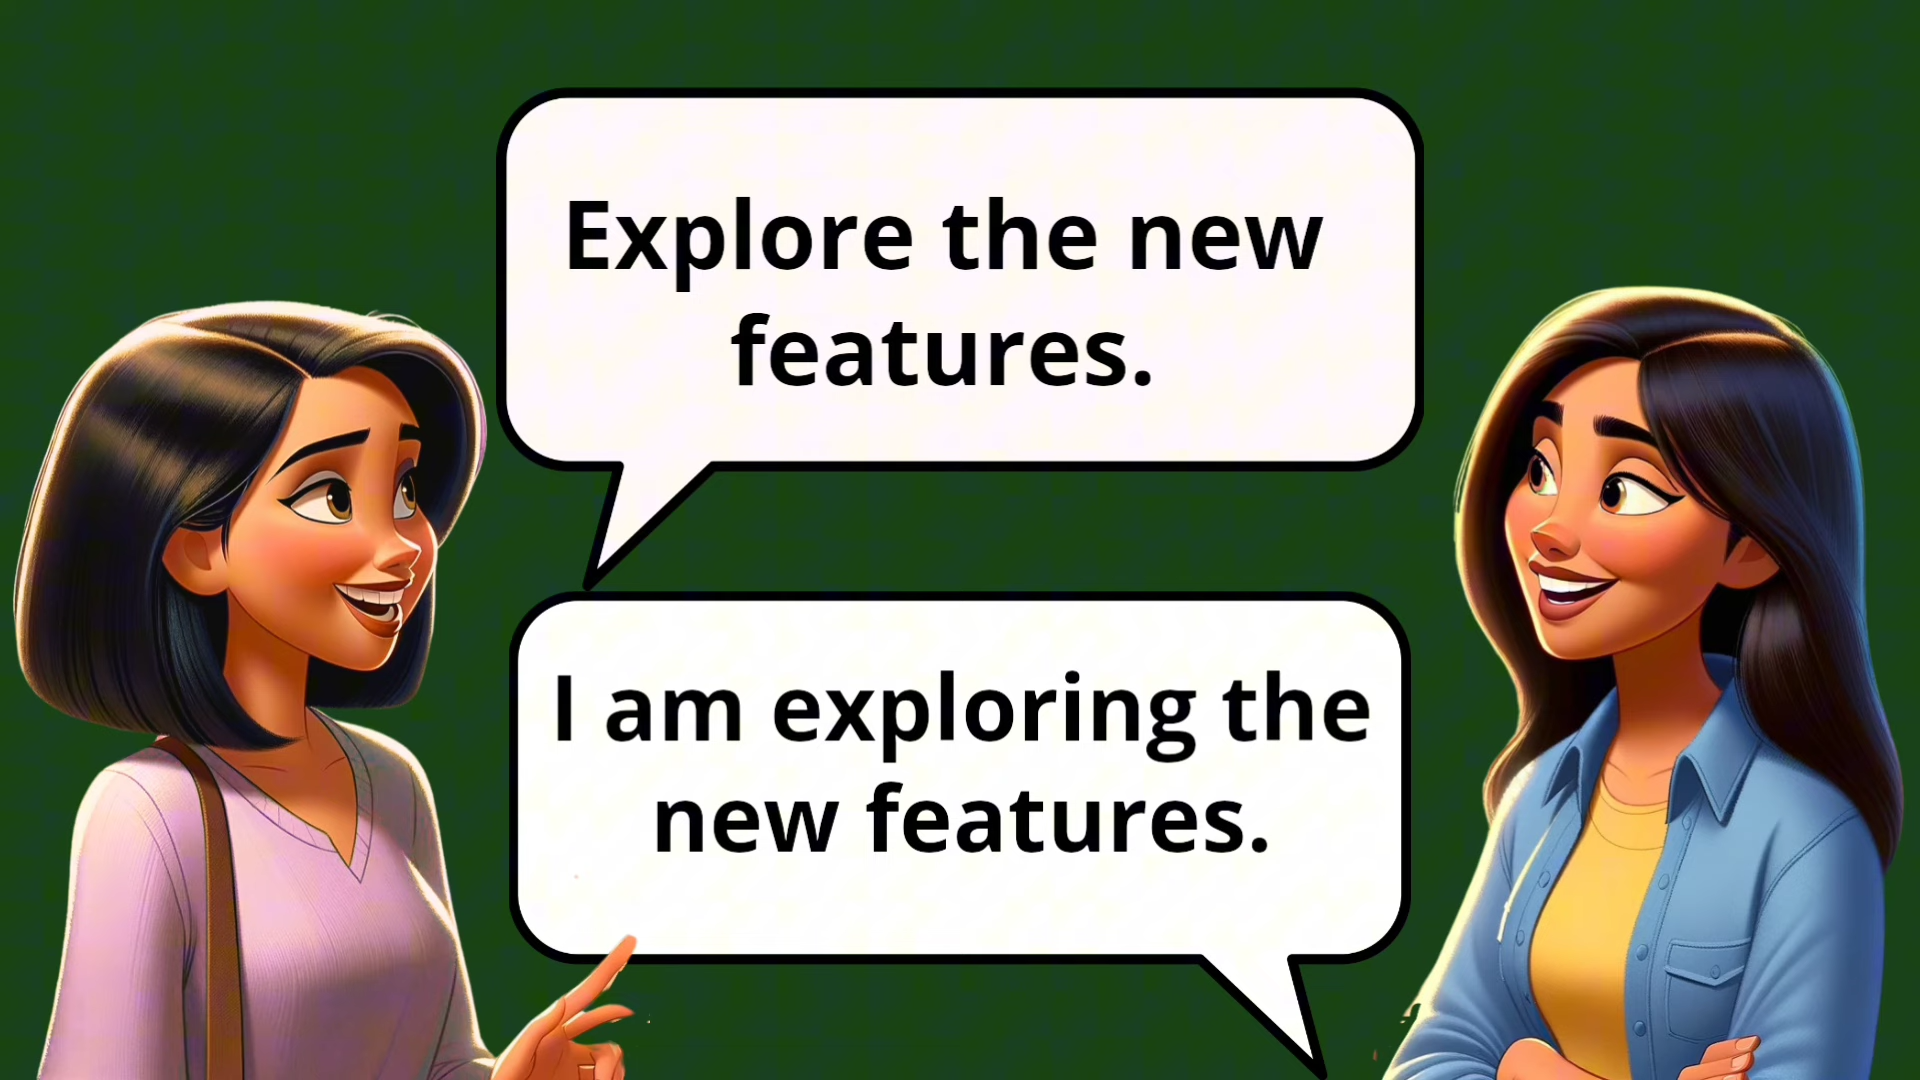 Explore the new
features.
I am exploring the
new features.